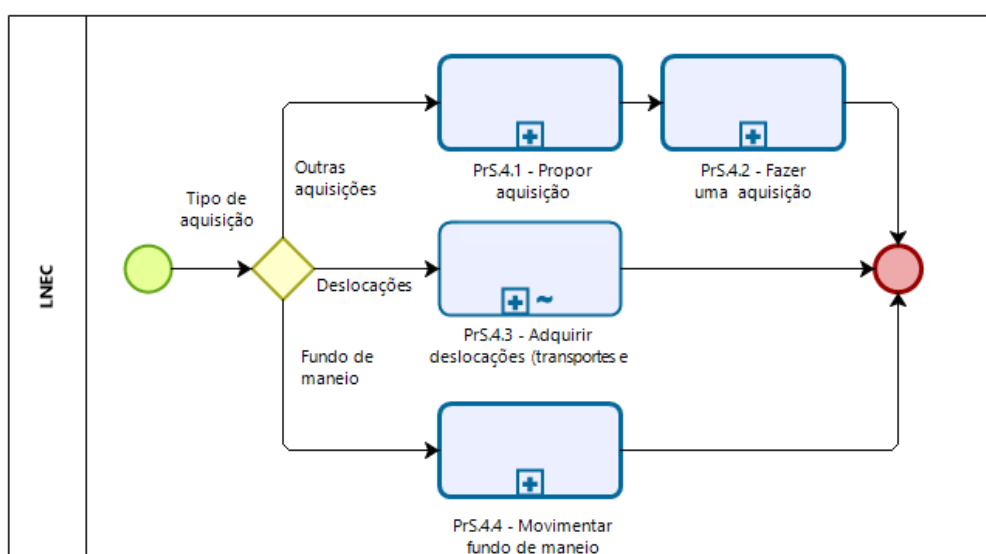 LNEC
Tipo de
aquisição
Outras
aquisições
PrS.4.1 - Propor
aquisição
PrS.4.2 - Fazer
uma aquisição
Deslocações
PrS.4.3 - Adquirir
deslocações (transportes e
Fundo de
maneio
PrS.4.4 - Movimentar
fundo de maneio